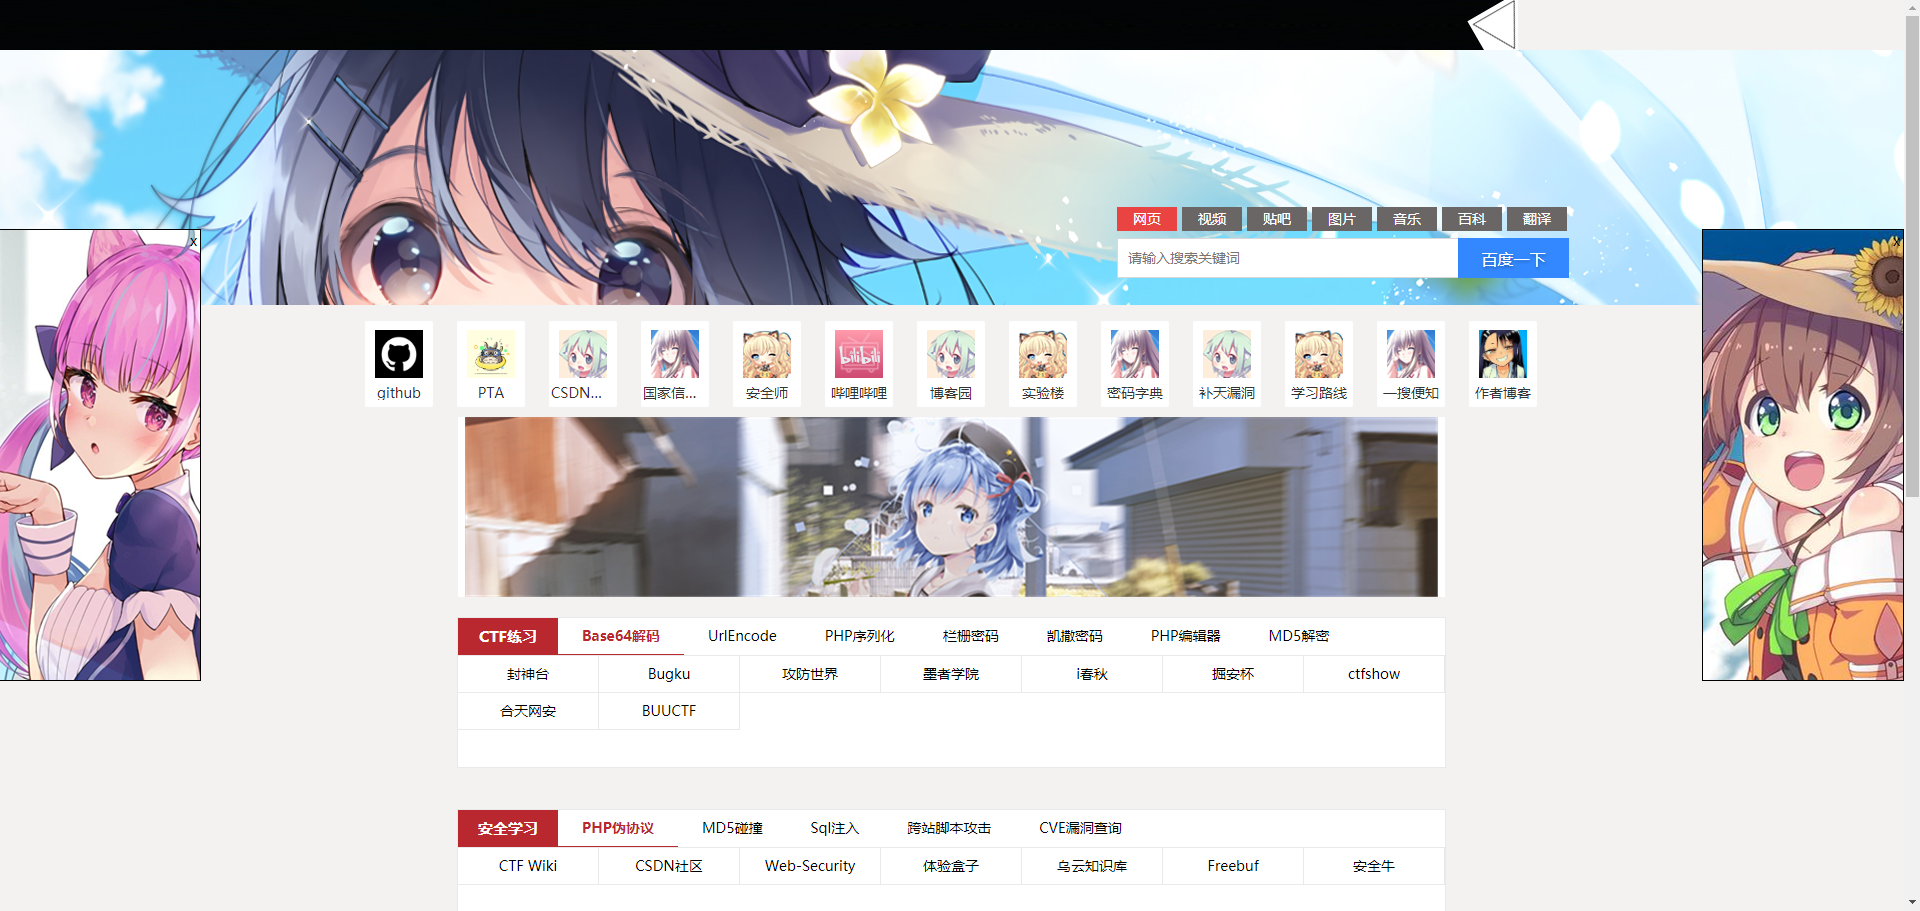 网页 视频 贴吧 图片 音乐 百科 翻译
x
x
请输入搜索关键词 百度一下
bilibili
github PTA CSDN... 国家信... 安全师 哔哩哔哩 博客园 实验楼 密码字典 补天漏洞 学习路线 一搜便知 作者博客
CTF练习 Base64解码 UrlEncode PHP序列化 栏栅密码 凯撒密码 PHP编辑器 MD5解密
封神台 Bugku 攻防世界 墨者学院 i春秋 掘安杯 ctfshow
合天网安 BUUCTF
安全学习 PHP伪协议 MD5碰撞 Sql注入 跨站脚本攻击 CVE漏洞查询
CTF Wiki CSDN社区 Web-Security 体验盒子 乌云知识库 Freebuf 安全牛